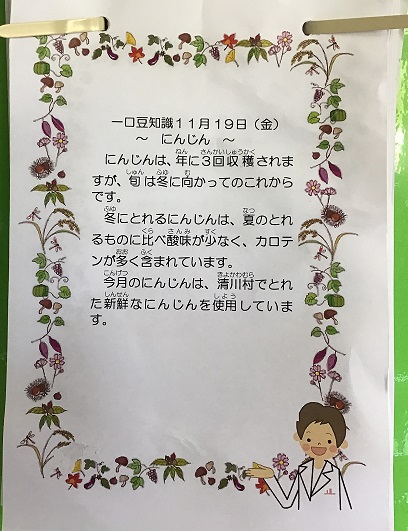 一口豆知識11月19日（金）
～　にんじん　～
にんじんは、年に3回収穫されま
すが、旬は冬に向かってのこれから
です。
冬にとれるにんじんは、夏のとれ
るものに比べ酸味が少なく、カロテ
ンが多く含まれています。
今月のにんじんは、清川村でとれ
た新鮮なにんじんを使用していま
す。